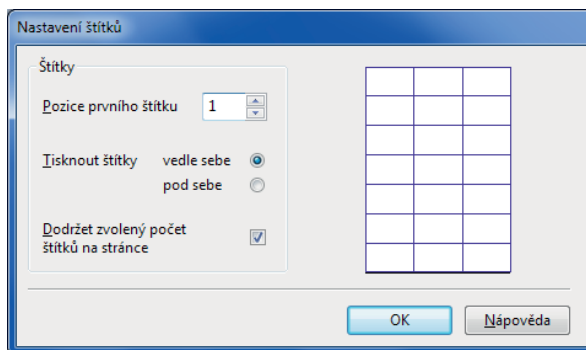 Nastavení štítků
Štítky
Pozice prvního štítku 1
Tisknout štítky vedle sebe
pod sebe
Dodržet zvolený počet
štítků na stránce
OK Nápověda